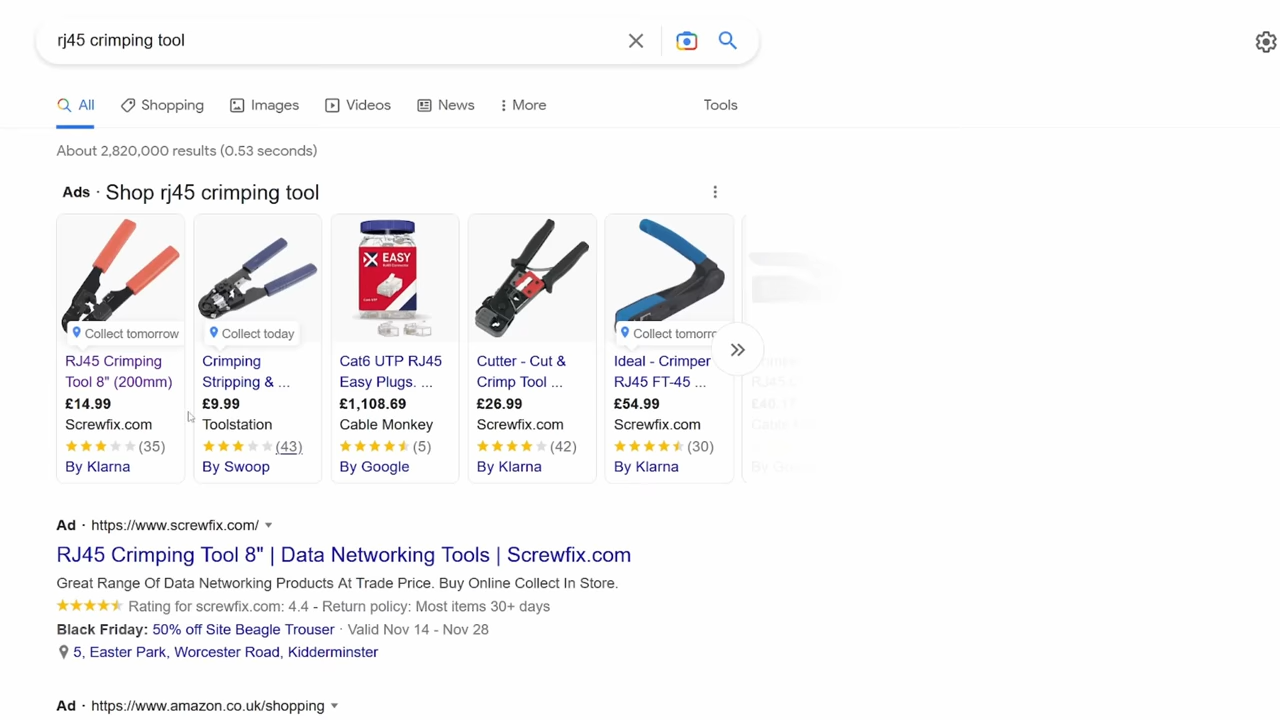 rj45 crimping tool
All Shopping Images Videos News More Tools
About 2,820,000 results (0.53 seconds)
Ads · Shop rj45 crimping tool
EASY
Collect tomorrow
RJ45 Crimping
Tool 8" (200mm)
£14.99
Screwfix.com
(35)
By Klarna
Collect today
Crimping
Stripping & ...
£9.99
Toolstation
(43)
By Swoop
Cat6 UTP RJ45
Easy Plugs. ...
£1,108.69
Cable Monkey
(5)
By Google
Cutter - Cut &
Crimp Tool ...
£26.99
Screwfix.com
(42)
By Klarna
Collect tomorro
Ideal - Crimper
RJ45 FT-45 ...
£54.99
Screwfix.com
(30)
By Klarna
Ad · https://www.screwfix.com/
RJ45 Crimping Tool 8" | Data Networking Tools | Screwfix.com
Great Range Of Data Networking Products At Trade Price. Buy Online Collect In Store.
Rating for screwfix.com: 4.4 - Return policy: Most items 30+ days
Black Friday: 50% off Site Beagle Trouser · Valid Nov 14 - Nov 28
5, Easter Park, Worcester Road, Kidderminster
Ad · https://www.amazon.co.uk/shopping